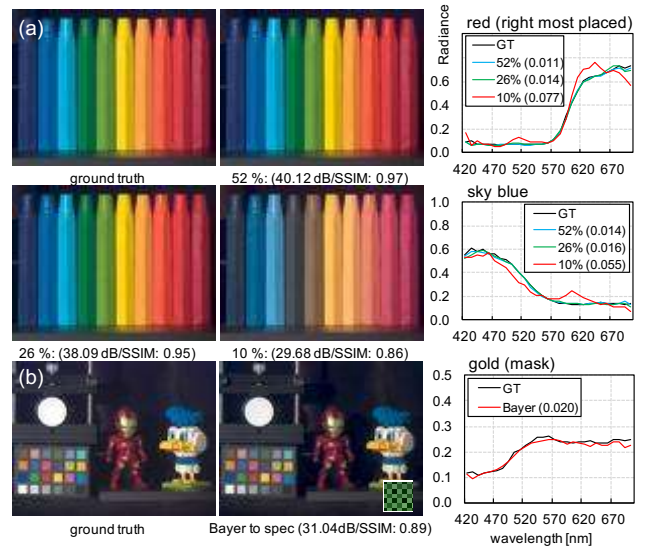 (a)
ground truth
52 %: (40.12 dB/SSIM: 0.97)
red (right most placed)
Radiance
GT
52% (0.011)
26% (0.014)
10% (0.077)
0.6
0.4
0.2
0.0
420 470 520 570 620 670
26 %: (38.09 dB/SSIM: 0.95)
10 %: (29.68 dB/SSIM: 0.86)
sky blue
GT
52% (0.014)
26% (0.016)
10% (0.055)
1.0
0.8
0.6
0.4
0.2
0.0
420 470 520 570 620 670
(b)
ground truth
Bayer to spec (31.04dB/SSIM: 0.89)
gold (mask)
GT
Bayer (0.020)
0.5
0.4
0.3
0.2
0.1
0.0
420 470 520 570 620 670
wavelength [nm]